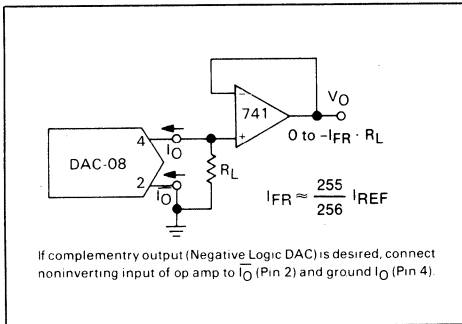 −
741
+
V_O
0 to -I_FR · R_L
4
I_O
DAC-08
2
I̅_O̅
R_L
I_FR ≈ 255/256 I_REF
If complementry output (Negative Logic DAC) is desired, connect
noninverting input of op amp to I̅_O̅ (Pin 2) and ground I_O (Pin 4).